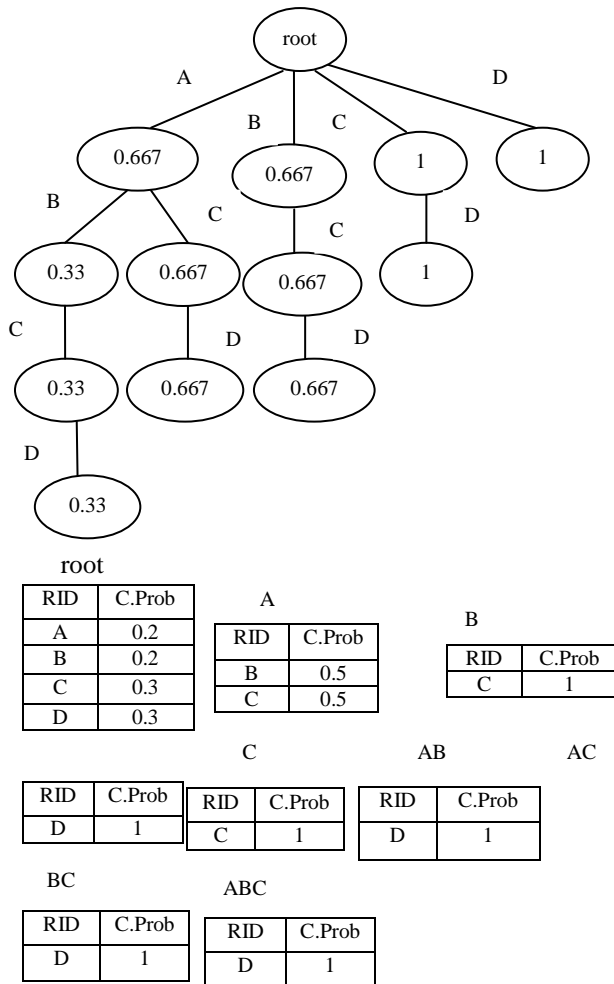 root
A
B
C
D
0.667
0.667
1
1
B
C
C
D
0.33
0.667
0.667
1
C
D
D
0.33
0.667
0.667
D
0.33
root
RID C.Prob
A 0.2
B 0.2
C 0.3
D 0.3
A
RID C.Prob
B 0.5
C 0.5
B
RID C.Prob
C 1
C AB AC
RID C.Prob
D 1
RID C.Prob
C 1
RID C.Prob
D 1
BC ABC
RID C.Prob
D 1
RID C.Prob
D 1